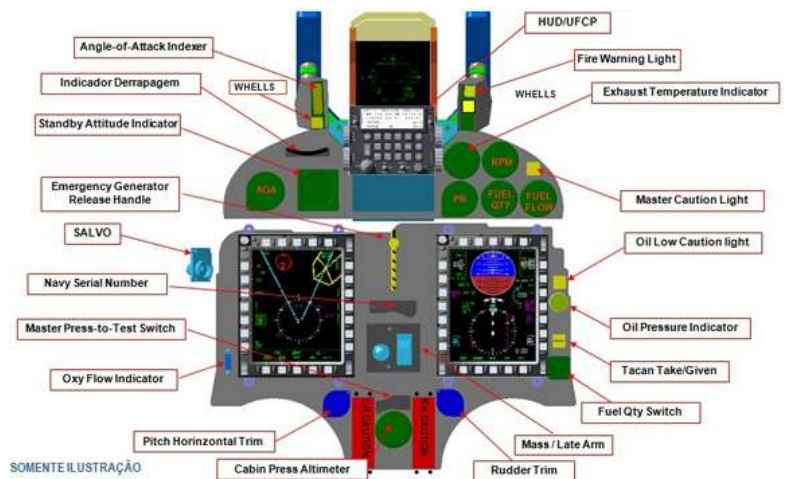 HUD/UFCP
Angle-of-Attack Indexer
Fire Warning Light
Indicador Derrapagem
WHELLS
WHELLS
Exhaust Temperature Indicator
Standby Attitude Indicator
RPM
Emergency Generator
Release Handle
AOA
PR
FUEL
QTY
FUEL
FLOW
Master Caution Light
SALVO
Oil Low Caution light
Navy Serial Number
Master Press-to-Test Switch
Oil Pressure Indicator
Oxy Flow Indicator
Tacan Take/Given
Fuel Qty Switch
Pitch Horinzontal Trim
CAUTION
CAUTION
Mass / Late Arm
SOMENTE ILUSTRAÇÃO
Cabin Press Altimeter
Rudder Trim